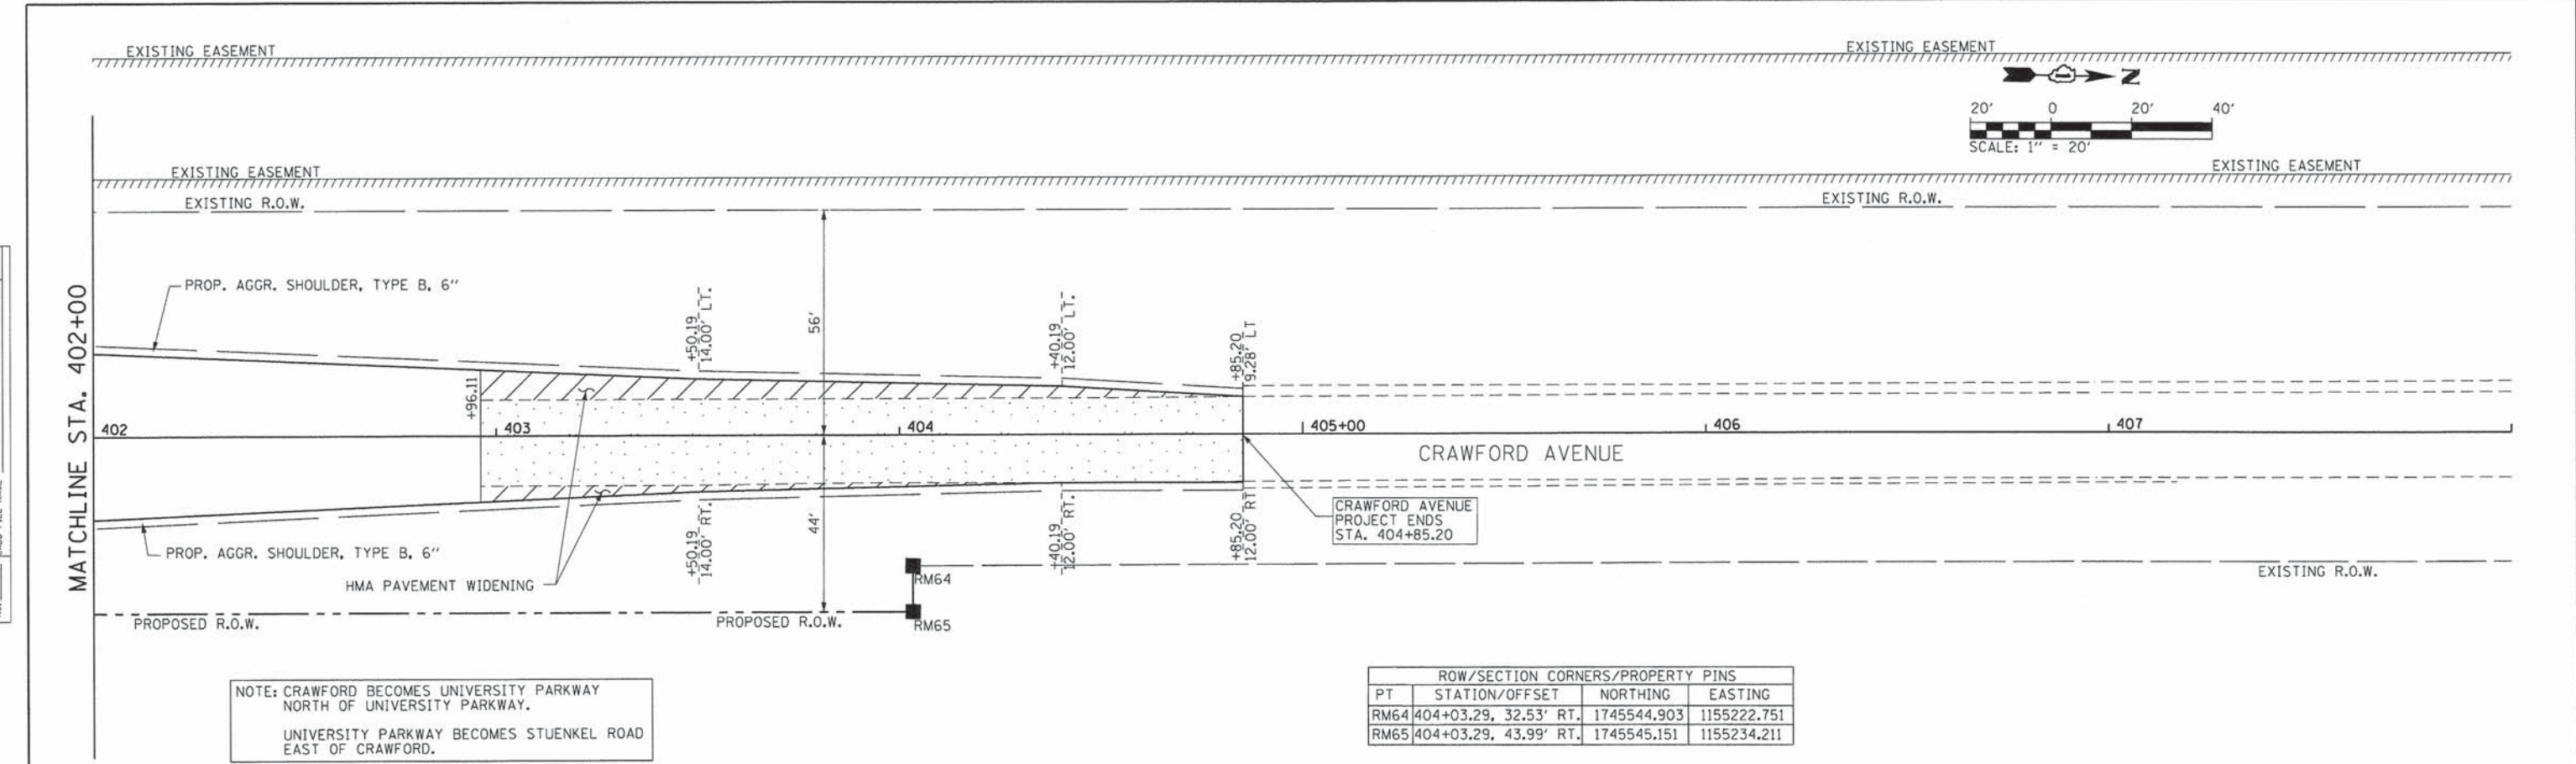 EXISTING EASEMENT
EXISTING EASEMENT
N
20' 0 20' 40'
SCALE: 1" = 20'
EXISTING EASEMENT
EXISTING EASEMENT
EXISTING R.O.W.
EXISTING R.O.W.
MATCHLINE STA. 402+00
PROP. AGGR. SHOULDER, TYPE B, 6"
+50.19
14.00' LT.
56'
+40.19
12.00' LT.
+85.20
9.28' LT
+96.11
402
403
404
405+00
406
407
CRAWFORD AVENUE
CRAWFORD AVENUE
PROJECT ENDS
STA. 404+85.20
+50.19
14.00' RT.
44'
+40.19
12.00' RT.
+85.20
12.00' RT
PROP. AGGR. SHOULDER, TYPE B, 6"
HMA PAVEMENT WIDENING
RM64
RM65
EXISTING R.O.W.
PROPOSED R.O.W.
PROPOSED R.O.W.
NOTE: CRAWFORD BECOMES UNIVERSITY PARKWAY
NORTH OF UNIVERSITY PARKWAY.
UNIVERSITY PARKWAY BECOMES STUENKEL ROAD
EAST OF CRAWFORD.
ROW/SECTION CORNERS/PROPERTY PINS
PT STATION/OFFSET NORTHING EASTING
RM64 404+03.29, 32.53' RT. 1745544.903 1155222.751
RM65 404+03.29, 43.99' RT. 1745545.151 1155234.211